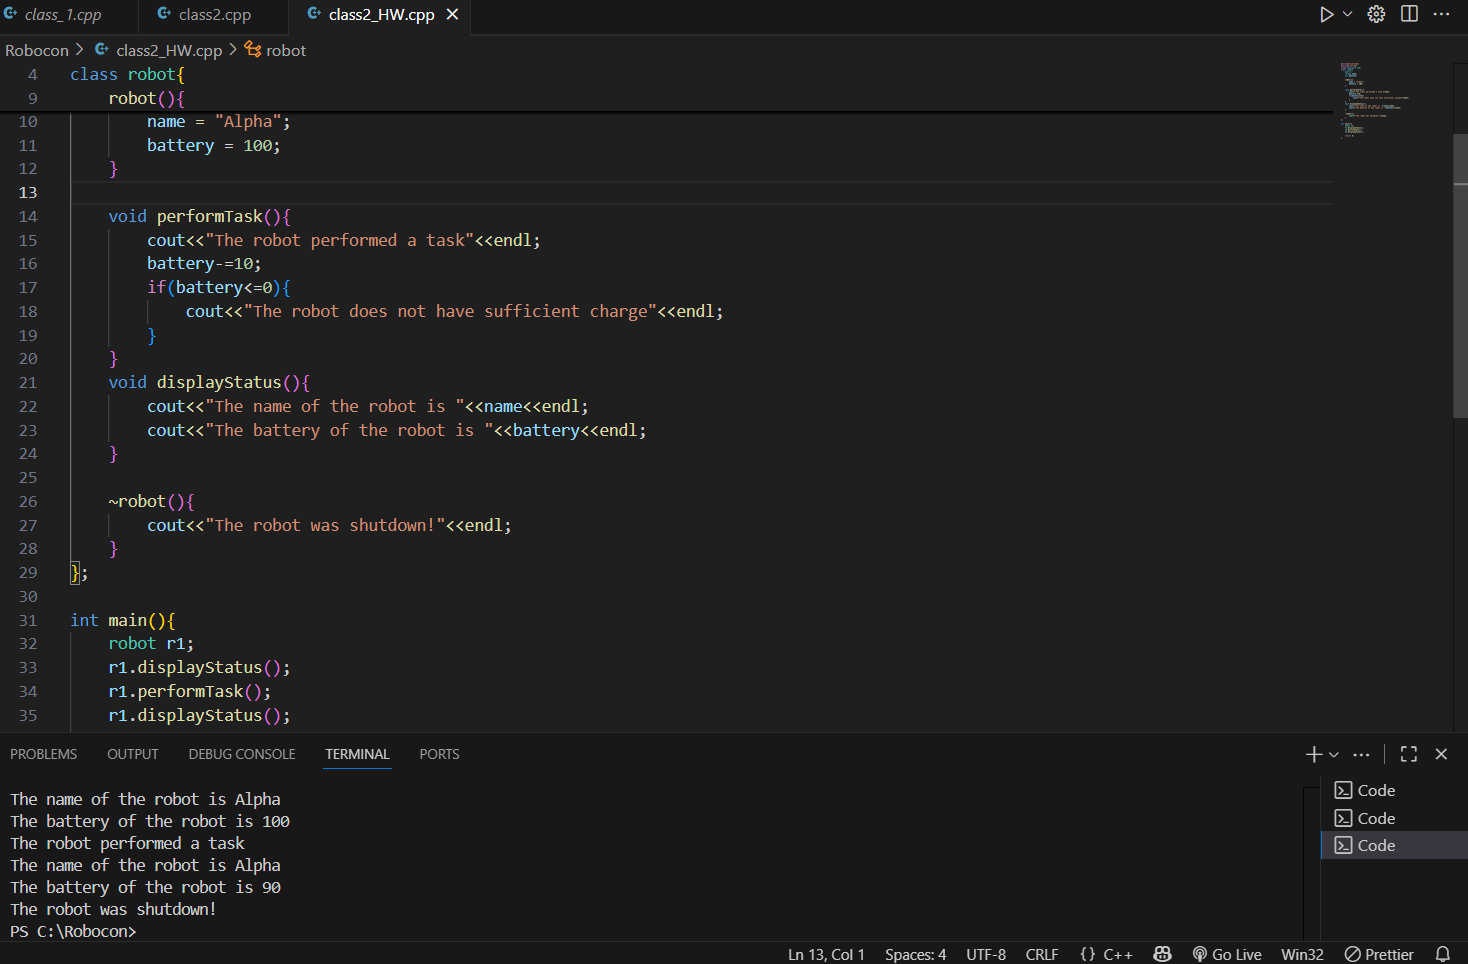 class_1.cpp class2.cpp class2_HW.cpp
Robocon > class2_HW.cpp > robot
4 class robot{
9 robot(){
10 name = "Alpha";
11 battery = 100;
12 }
13
14 void performTask(){
15 cout<<"The robot performed a task"<<endl;
16 battery-=10;
17 if(battery<=0){
18 cout<<"The robot does not have sufficient charge"<<endl;
19 }
20 }
21 void displayStatus(){
22 cout<<"The name of the robot is "<<name<<endl;
23 cout<<"The battery of the robot is "<<battery<<endl;
24 }
25
26 ~robot(){
27 cout<<"The robot was shutdown!"<<endl;
28 }
29 };
30
31 int main(){
32 robot r1;
33 r1.displayStatus();
34 r1.performTask();
35 r1.displayStatus();
PROBLEMS OUTPUT DEBUG CONSOLE TERMINAL PORTS
The name of the robot is Alpha
The battery of the robot is 100
The robot performed a task
The name of the robot is Alpha
The battery of the robot is 90
The robot was shutdown!
PS C:\Robocon>
Code
Code
Code
Ln 13, Col 1 Spaces: 4 UTF-8 CRLF {} C++ Go Live Win32 Prettier